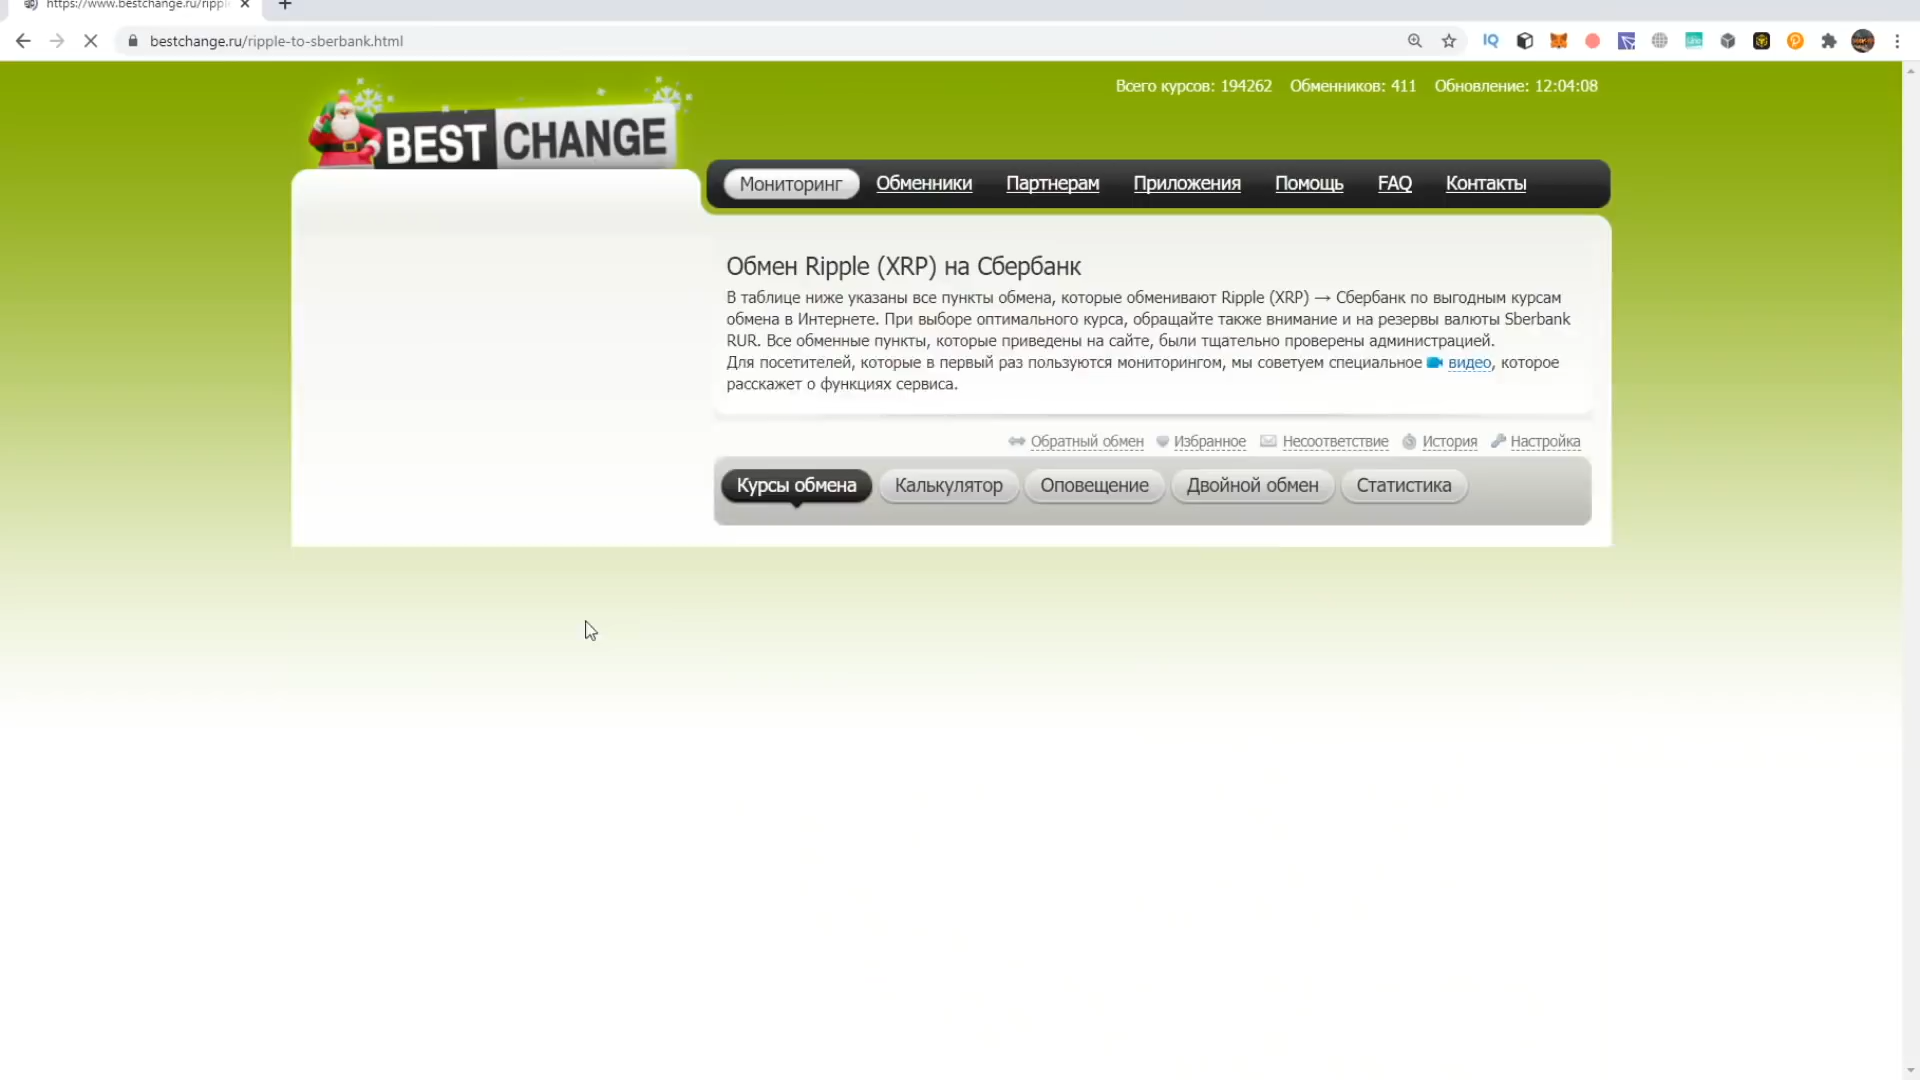 https://www.bestchange.ru/ripple
bestchange.ru/ripple-to-sberbank.html
IQ
Всего курсов: 194262 Обменников: 411 Обновление: 12:04:08
BEST CHANGE
Мониторинг Обменники Партнерам Приложения Помощь FAQ Контакты
Обмен Ripple (XRP) на Сбербанк
В таблице ниже указаны все пункты обмена, которые обменивают Ripple (XRP) → Сбербанк по выгодным курсам
обмена в Интернете. При выборе оптимального курса, обращайте также внимание и на резервы валюты Sberbank
RUR. Все обменные пункты, которые приведены на сайте, были тщательно проверены администрацией.
Для посетителей, которые в первый раз пользуются мониторингом, мы советуем специальное видео, которое
расскажет о функциях сервиса.
Обратный обмен Избранное Несоответствие История Настройка
Курсы обмена Калькулятор Оповещение Двойной обмен Статистика